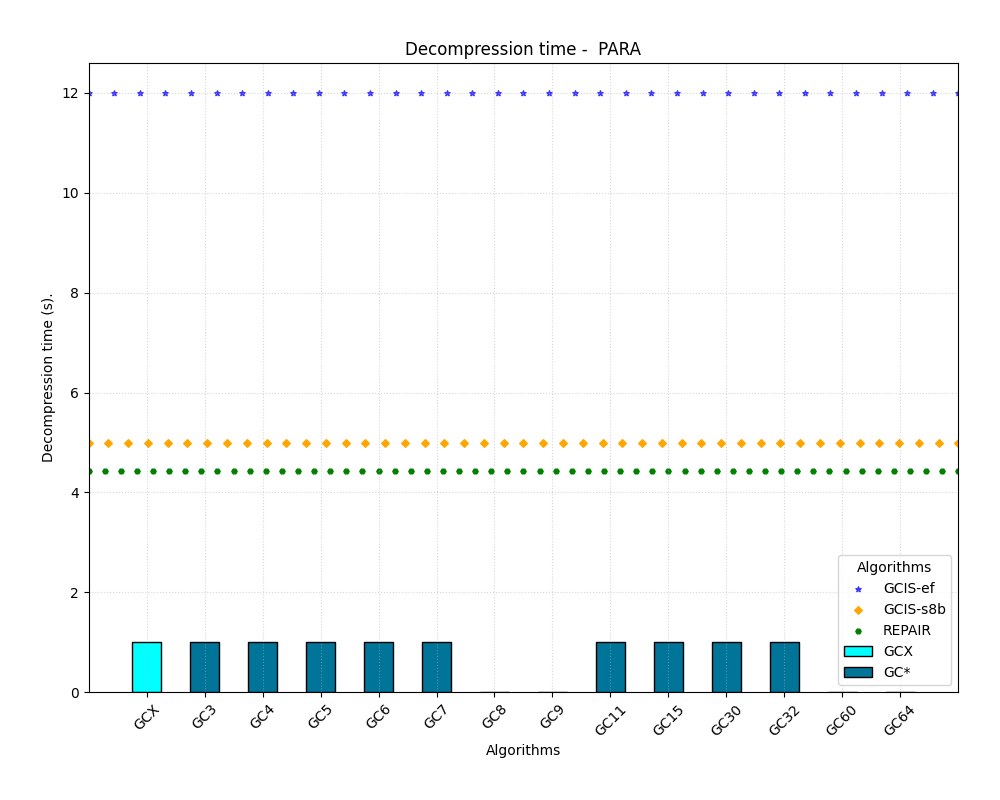 Decompression time -  PARA
12
10
8
6
4
2
0
Decompression time (s).
GCX
GC3
GC4
GC5
GC6
GC7
GC8
GC9
GC11
GC15
GC30
GC32
GC60
GC64
Algorithms
Algorithms
GCIS-ef
GCIS-s8b
REPAIR
GCX
GC*